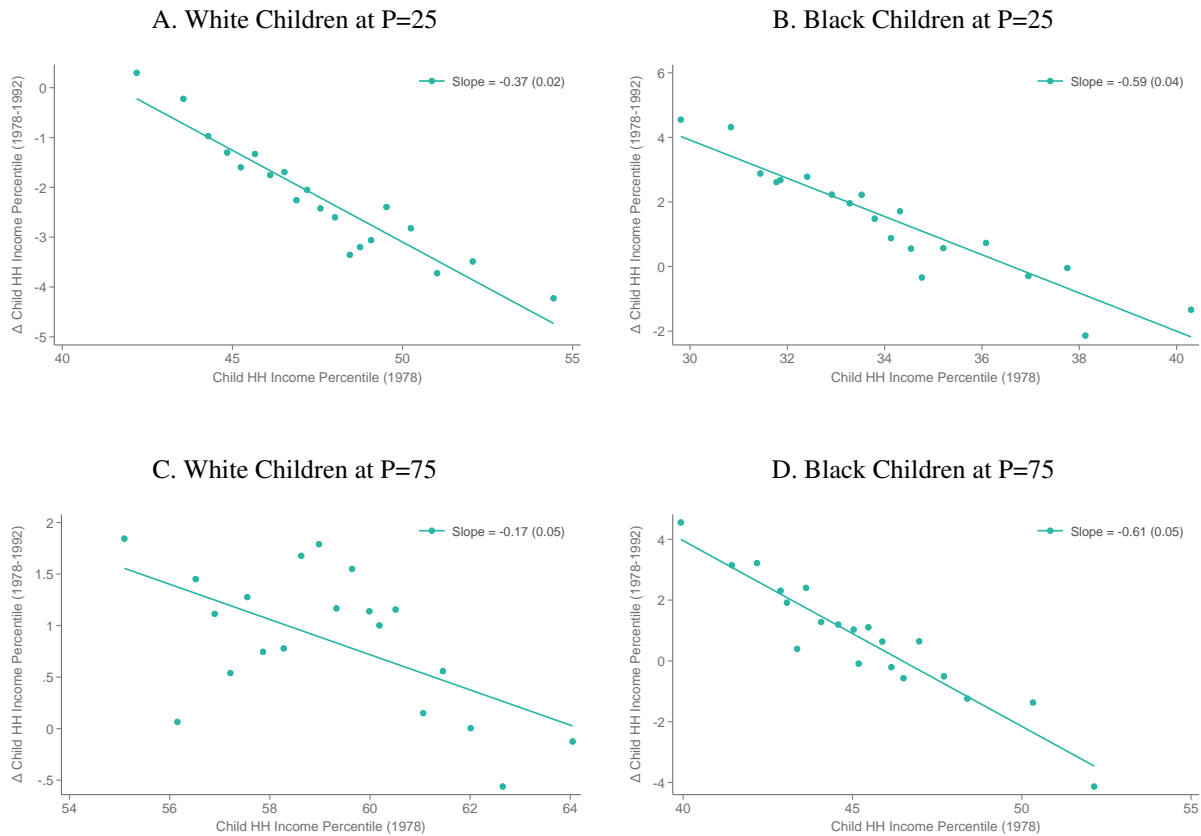 A. White Children at P=25
Slope = -0.37 (0.02)
Δ Child HH Income Percentile (1978-1992)
0
-1
-2
-3
-4
-5
40 45 50 55
Child HH Income Percentile (1978)
B. Black Children at P=25
Slope = -0.59 (0.04)
Δ Child HH Income Percentile (1978-1992)
6
4
2
0
-2
30 32 34 36 38 40
Child HH Income Percentile (1978)
C. White Children at P=75
Slope = -0.17 (0.05)
Δ Child HH Income Percentile (1978-1992)
2
1.5
1
.5
0
-.5
54 56 58 60 62 64
Child HH Income Percentile (1978)
D. Black Children at P=75
Slope = -0.61 (0.05)
Δ Child HH Income Percentile (1978-1992)
4
2
0
-2
-4
40 45 50 55
Child HH Income Percentile (1978)